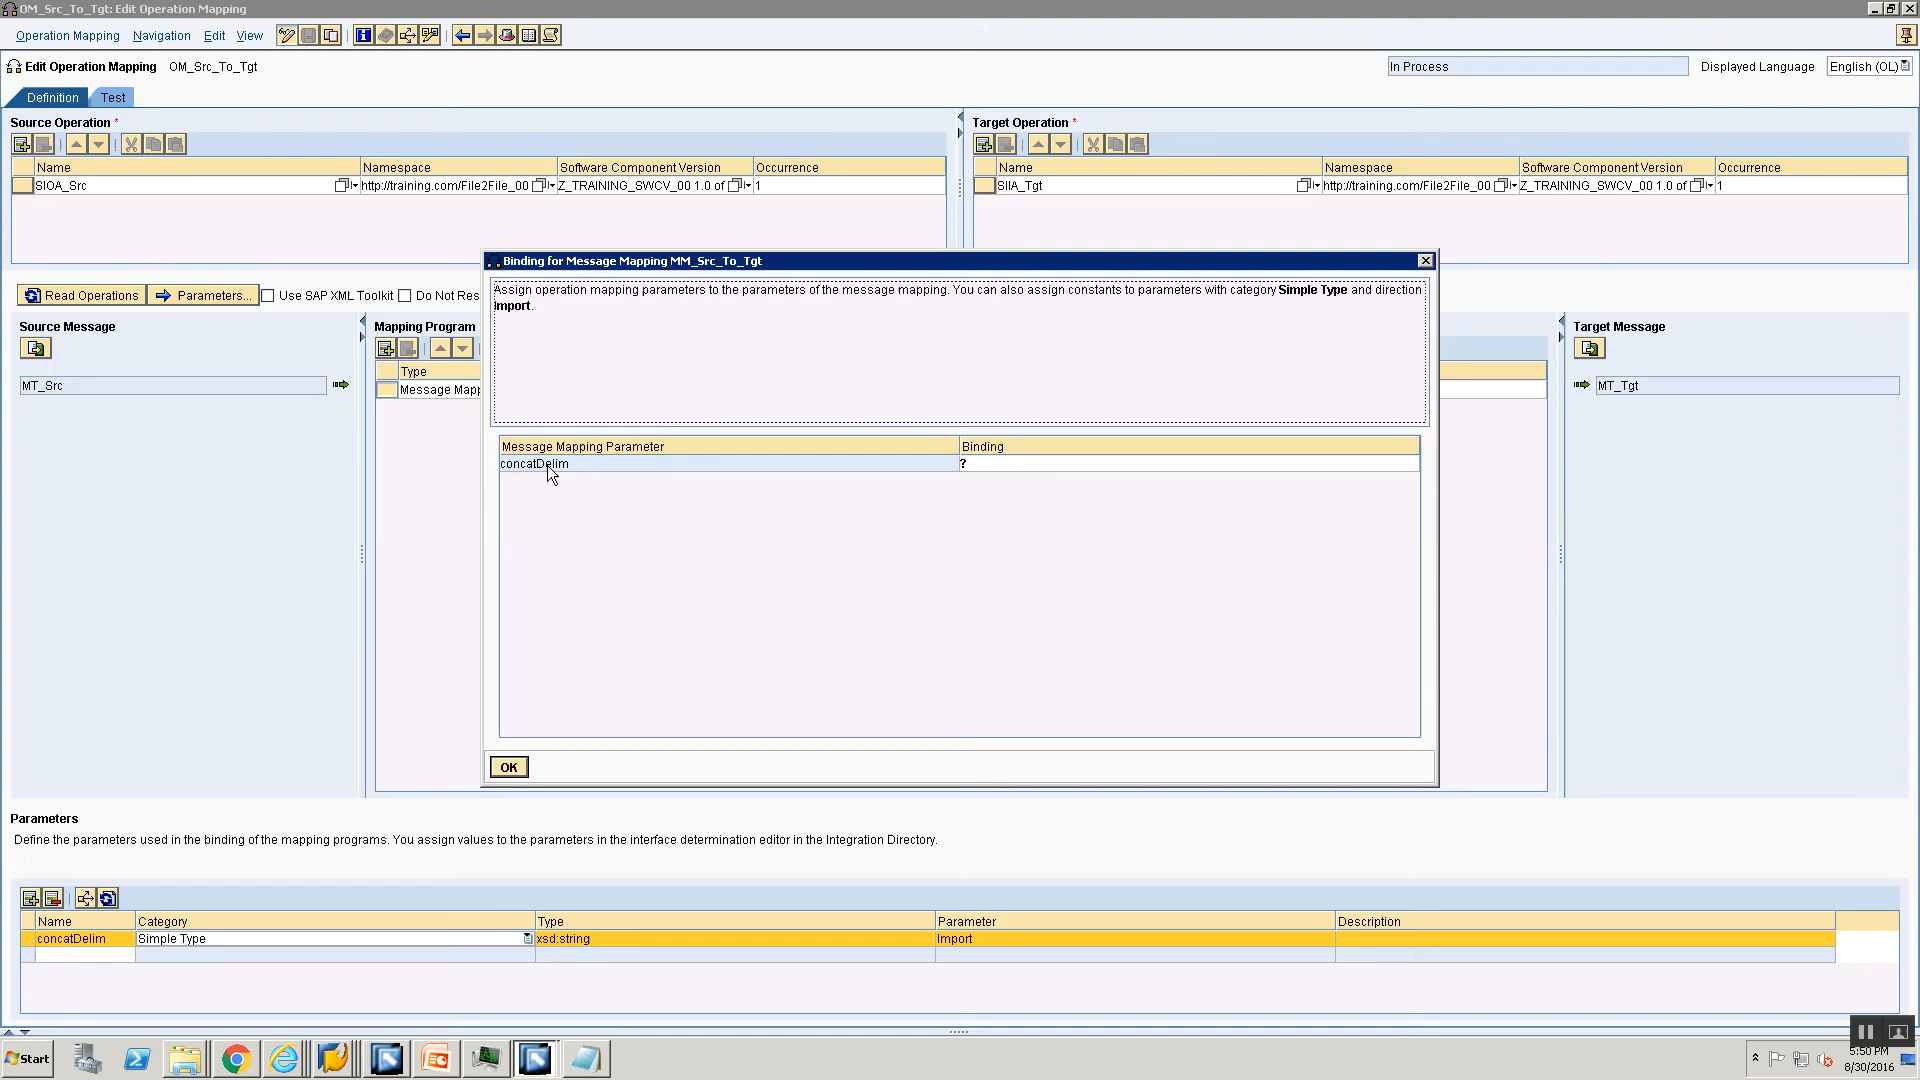 OM_Src_To_Tgt: Edit Operation Mapping
Operation Mapping Navigation Edit View
Edit Operation Mapping OM_Src_To_Tgt
In Process Displayed Language English (OL)
Definition Test
Source Operation *
Name Namespace Software Component Version Occurrence
SIOA_Src http://training.com/File2File_00 Z_TRAINING_SWCV_00 1.0 of 1
Target Operation *
Name Namespace Software Component Version Occurrence
SIIA_Tgt http://training.com/File2File_00 Z_TRAINING_SWCV_00 1.0 of 1
Read Operations Parameters... Use SAP XML Toolkit Do Not Res
Source Message
MT_Src
Mapping Program
Type
Message Mapp
Binding for Message Mapping MM_Src_To_Tgt
Assign operation mapping parameters to the parameters of the message mapping. You can also assign constants to parameters with category Simple Type and direction
Import.
Message Mapping Parameter Binding
concatDelim ?
OK
Target Message
MT_Tgt
Parameters
Define the parameters used in the binding of the mapping programs. You assign values to the parameters in the interface determination editor in the Integration Directory.
Name Category Type Parameter Description
concatDelim Simple Type xsd:string Import
Start
5:50 PM
8/30/2016